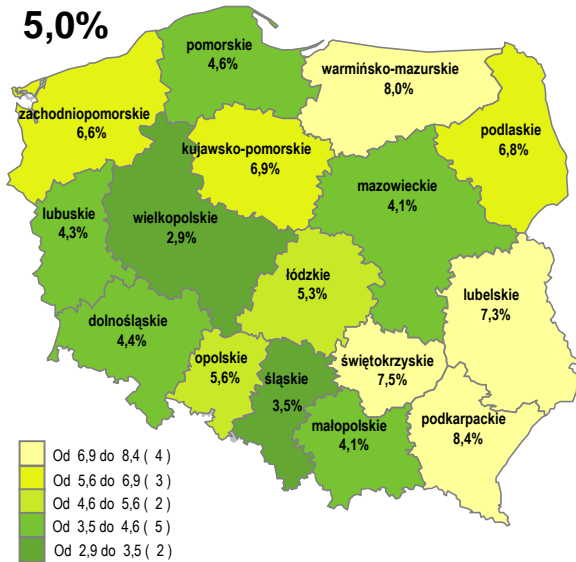 5,0%
pomorskie
4,6%
warmińsko-mazurskie
8,0%
zachodniopomorskie
6,6%
kujawsko-pomorskie
6,9%
podlaskie
6,8%
mazowieckie
4,1%
lubuskie
4,3%
wielkopolskie
2,9%
łódzkie
5,3%
lubelskie
7,3%
dolnośląskie
4,4%
opolskie
5,6%
śląskie
3,5%
świętokrzyskie
7,5%
małopolskie
4,1%
podkarpackie
8,4%
Od 6,9 do 8,4 ( 4 )
Od 5,6 do 6,9 ( 3 )
Od 4,6 do 5,6 ( 2 )
Od 3,5 do 4,6 ( 5 )
Od 2,9 do 3,5 ( 2 )